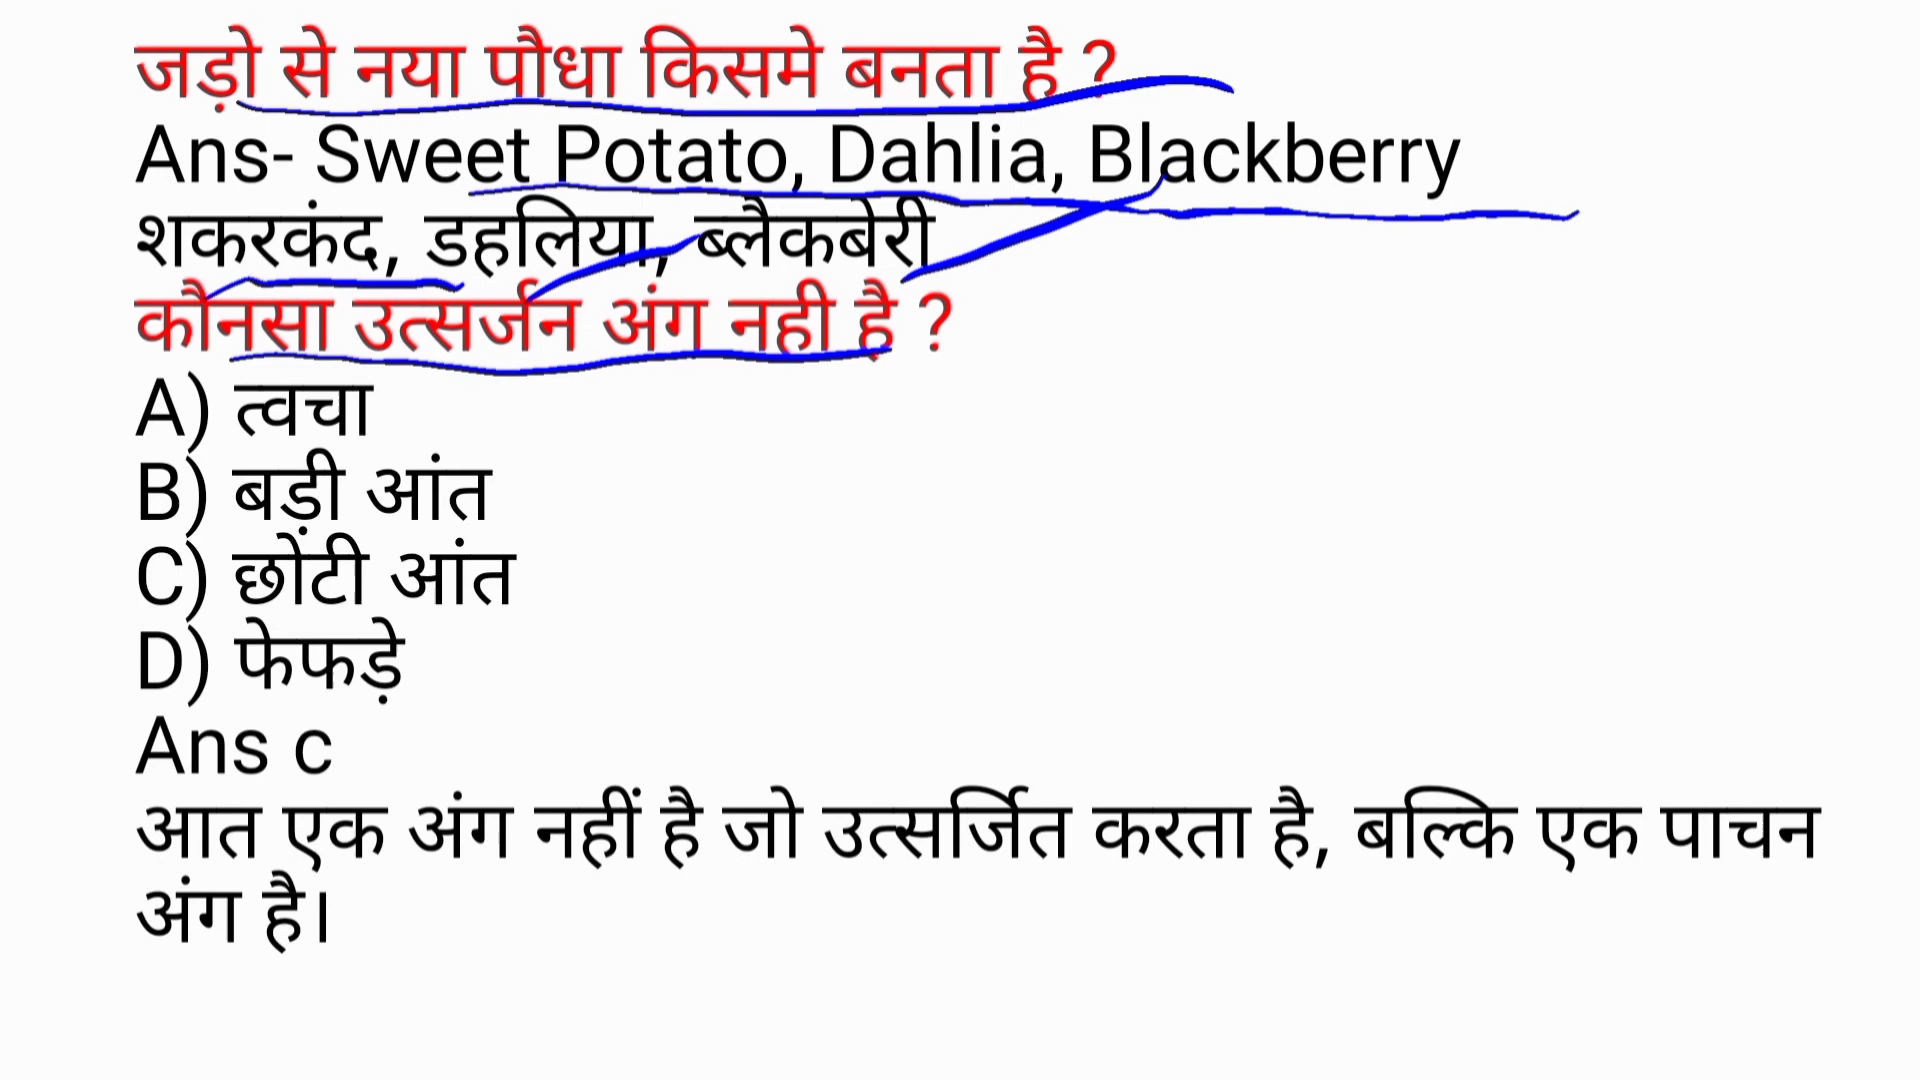 जड़ो से नया पौधा किसमे बनता है ?
Ans- Sweet Potato, Dahlia, Blackberry
शकरकंद, डहलिया, ब्लैकबेरी
कौनसा उत्सर्जन अंग नही है ?
A) त्वचा
B) बड़ी आंत
C) छोटी आंत
D) फेफड़े
Ans c
आत एक अंग नहीं है जो उत्सर्जित करता है, बल्कि एक पाचन
अंग है।